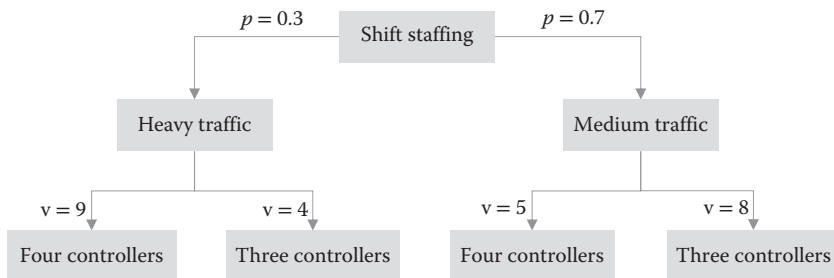 p = 0.3
Shift staffing
p = 0.7
Heavy traffic
Medium traffic
v = 9
v = 4
v = 5
v = 8
Four controllers
Three controllers
Four controllers
Three controllers